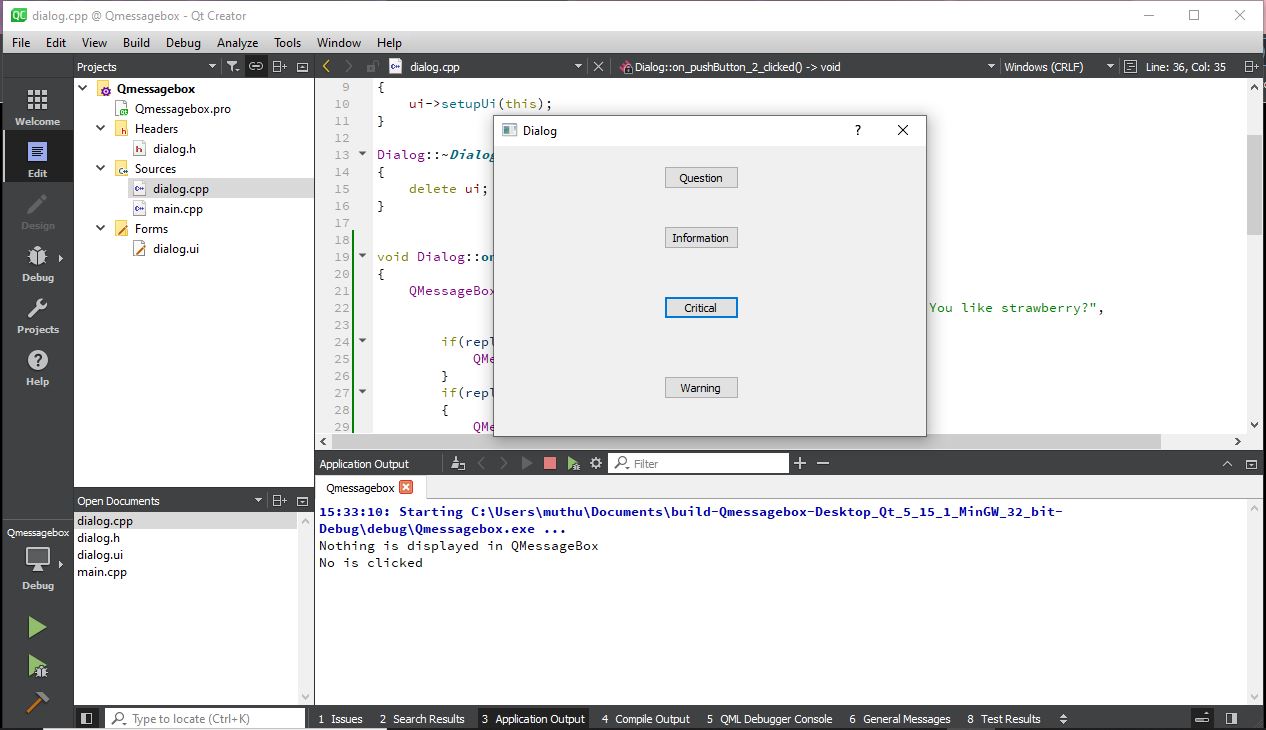 QC dialog.cpp @ Qmessagebox - Qt Creator
File Edit View Build Debug Analyze Tools Window Help
Projects
dialog.cpp
Dialog::on_pushButton_2_clicked() -> void
Windows (CRLF)
Line: 36, Col: 35
Welcome
Edit
Design
Debug
Projects
Help
Qmessagebox
Debug
Qmessagebox
Qmessagebox.pro
Headers
dialog.h
Sources
dialog.cpp
main.cpp
Forms
dialog.ui
Open Documents
dialog.cpp
dialog.h
dialog.ui
main.cpp
9 {
10 ui->setupUi(this);
11 }
12
13 Dialog::~Dialog
14 {
15 delete ui;
16 }
17
18
19 void Dialog::on
20 {
21 QMessageBox
22 You like strawberry?",
23
24 if(repl
25 QMe
26 }
27 if(repl
28 {
29 QMe
Dialog ?
Question
Information
Critical
Warning
Application Output
Filter
Qmessagebox
15:33:10: Starting C:\Users\muthu\Documents\build-Qmessagebox-Desktop_Qt_5_15_1_MinGW_32_bit-
Debug\debug\Qmessagebox.exe ...
Nothing is displayed in QMessageBox
No is clicked
Type to locate (Ctrl+K)
1 Issues 2 Search Results 3 Application Output 4 Compile Output 5 QML Debugger Console 6 General Messages 8 Test Results